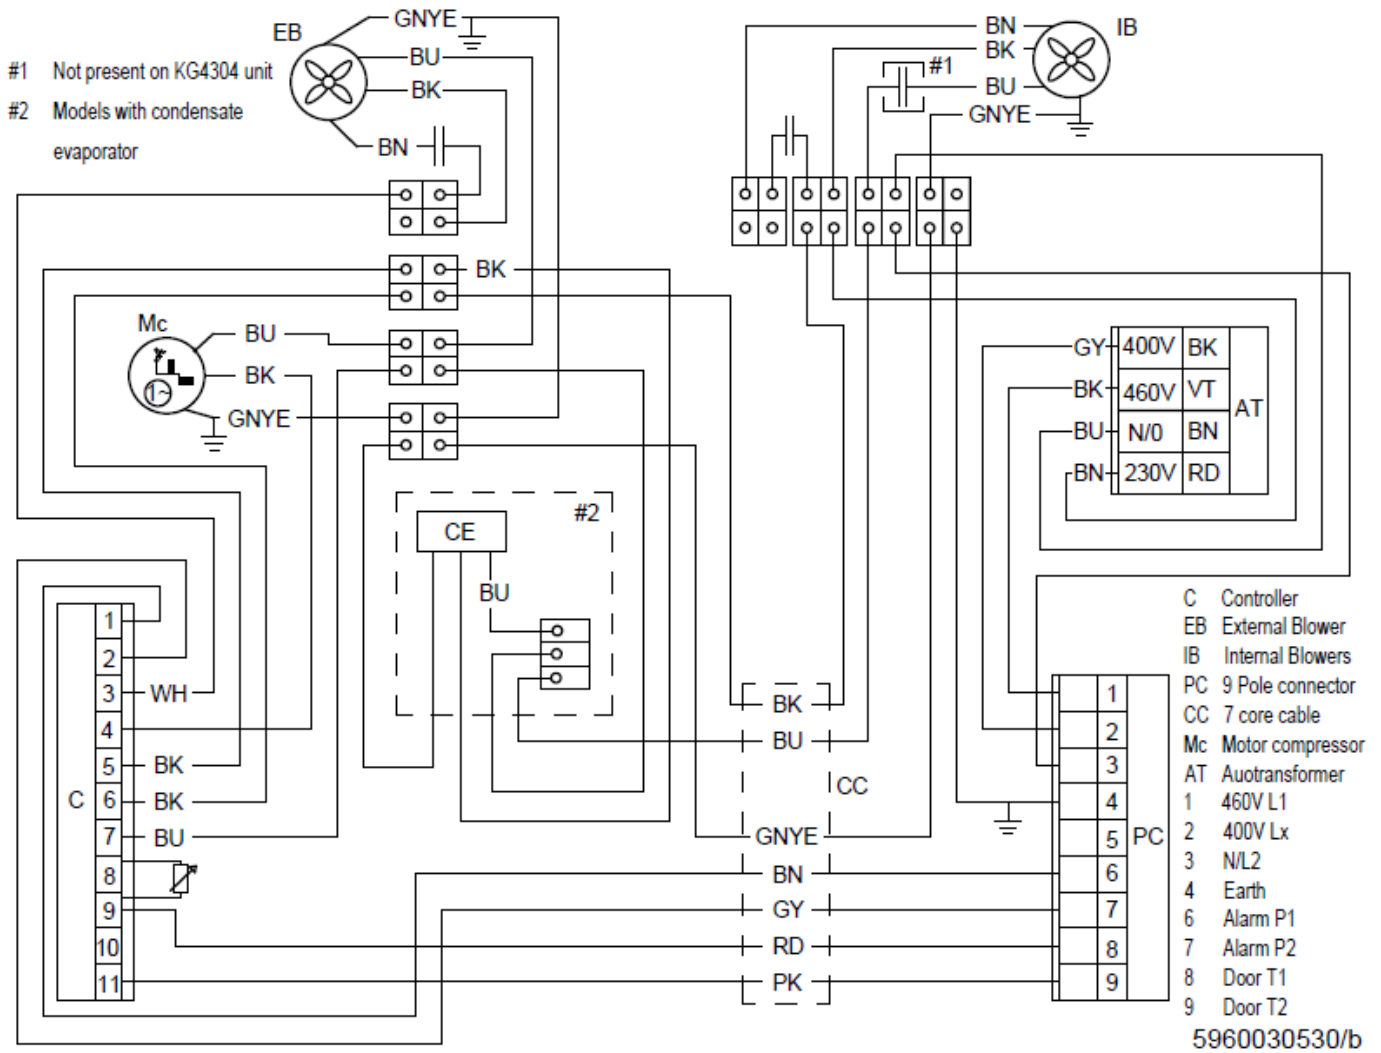 EB
GNYE
BU
BK
BN
#1 Not present on KG4304 unit
#2 Models with condensate
evaporator
BN
BK
BU
GNYE
IB
#1
BK
Mc
BU
BK
GNYE
1~
GY 400V BK
BK 460V VT
BU N/0 BN
BN 230V RD
AT
#2
CE
BU
C
1
2
3 WH
4
5 BK
6 BK
7 BU
8
9
10
11
BK
BU
CC
GNYE
BN
GY
RD
PK
1
2
3
4
5
6
7
8
9
PC
C Controller
EB External Blower
IB Internal Blowers
PC 9 Pole connector
CC 7 core cable
Mc Motor compressor
AT Auotransformer
1 460V L1
2 400V Lx
3 N/L2
4 Earth
6 Alarm P1
7 Alarm P2
8 Door T1
9 Door T2
5960030530/b